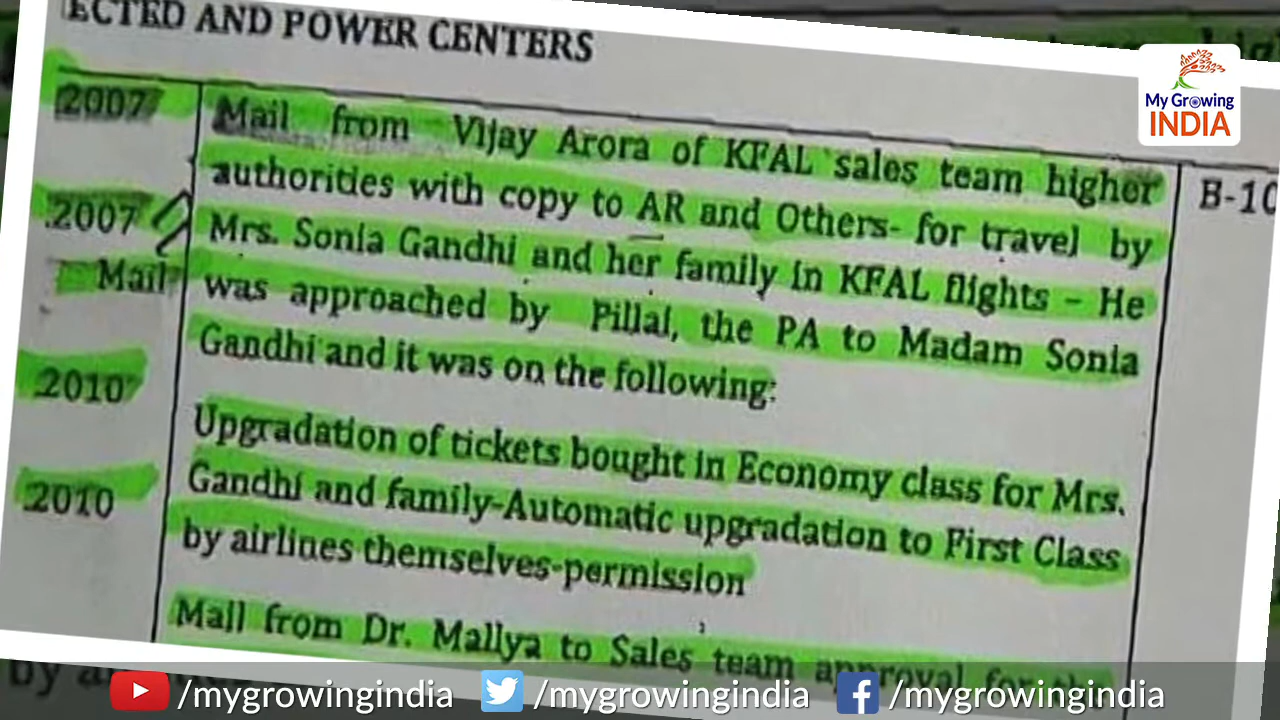 ECTED AND POWER CENTERS
My Growing
INDIA
2007
Mail from Vijay Arora of KFAL sales team higher
B-10
authorities with copy to AR and Others- for travel by
.2007
Mrs. Sonia Gandhi and her family in KFAL flights – He
Mail
was approached by Pillai, the PA to Madam Sonia
Gandhi and it was on the following:
.2010
Upgradation of tickets bought in Economy class for Mrs.
.2010
Gandhi and family-Automatic upgradation to First Class
by airlines themselves-permission
Mail from Dr. Mallya to Sales team approval for the
by
/mygrowingindia
/mygrowingindia
/mygrowingindia